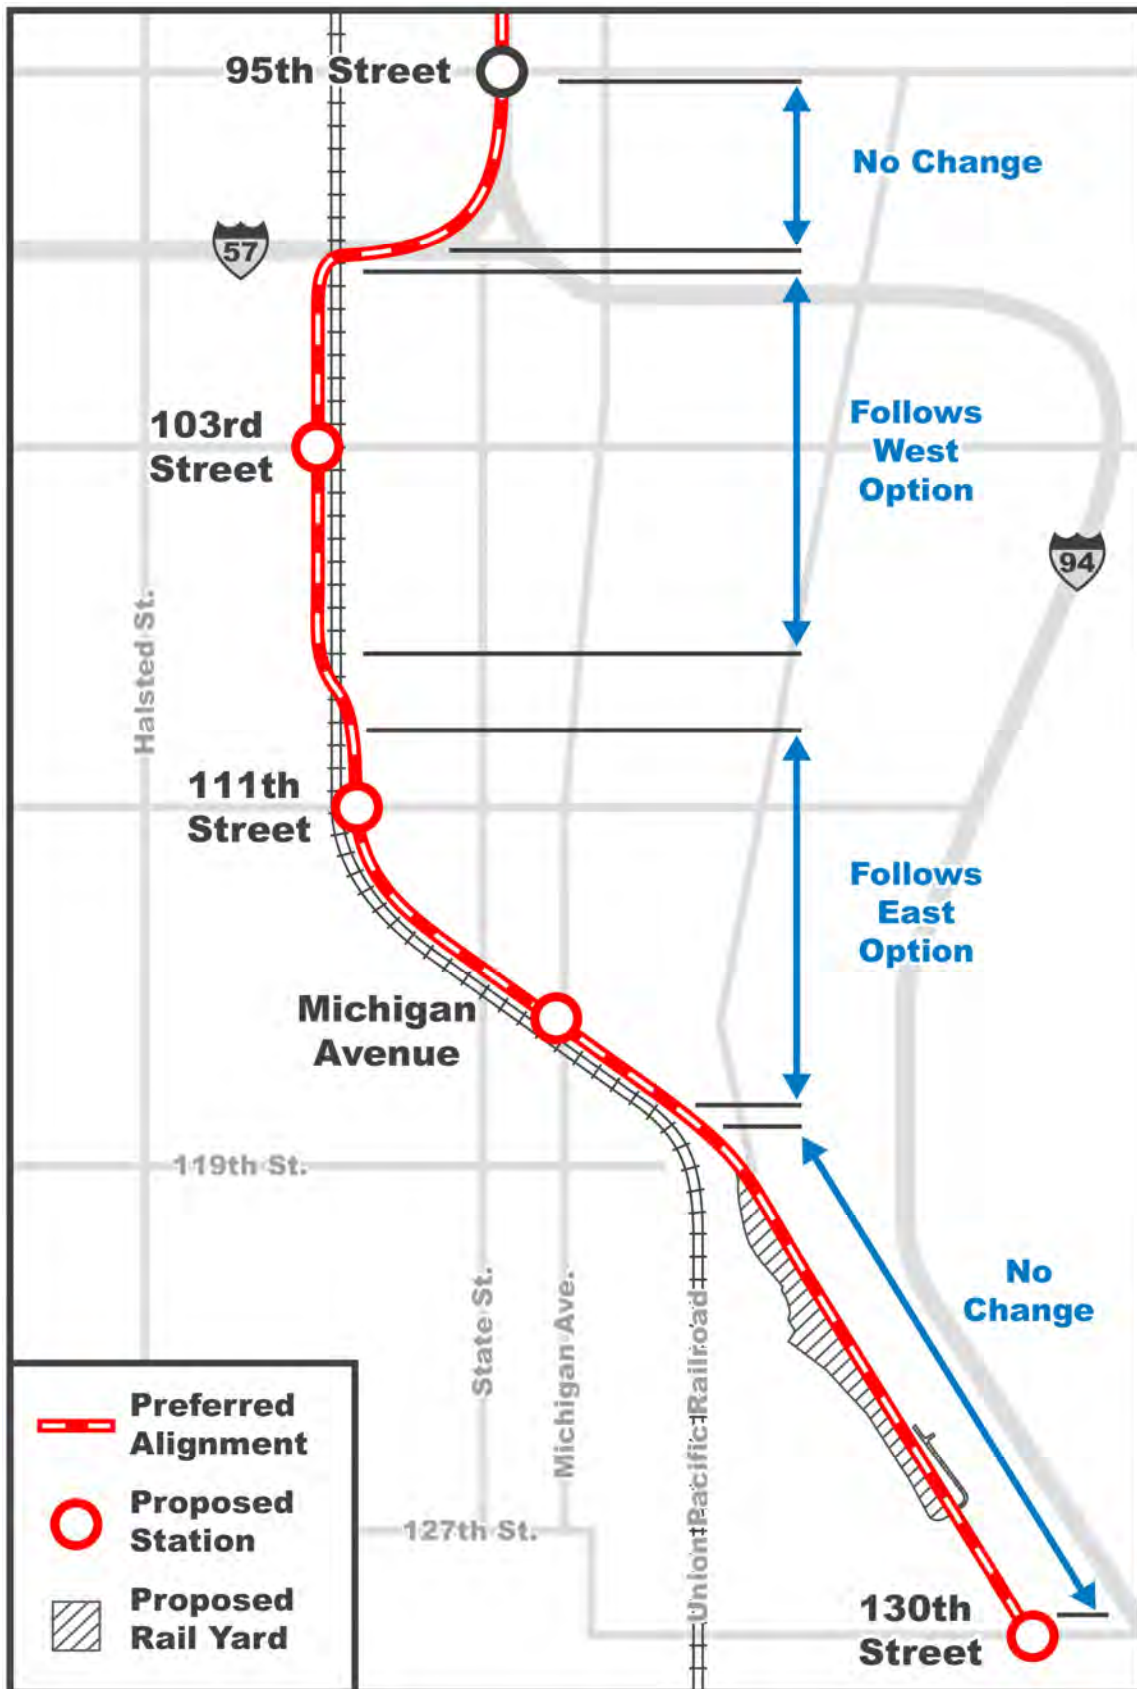 95th Street
No Change
57
Follows
West
Option
103rd
Street
94
Halsted St.
111th
Street
Follows
East
Option
Michigan
Avenue
119th St.
No
Change
State St.
Michigan Ave.
Union Pacific Railroad
127th St.
130th
Street
Preferred
Alignment
Proposed
Station
Proposed
Rail Yard